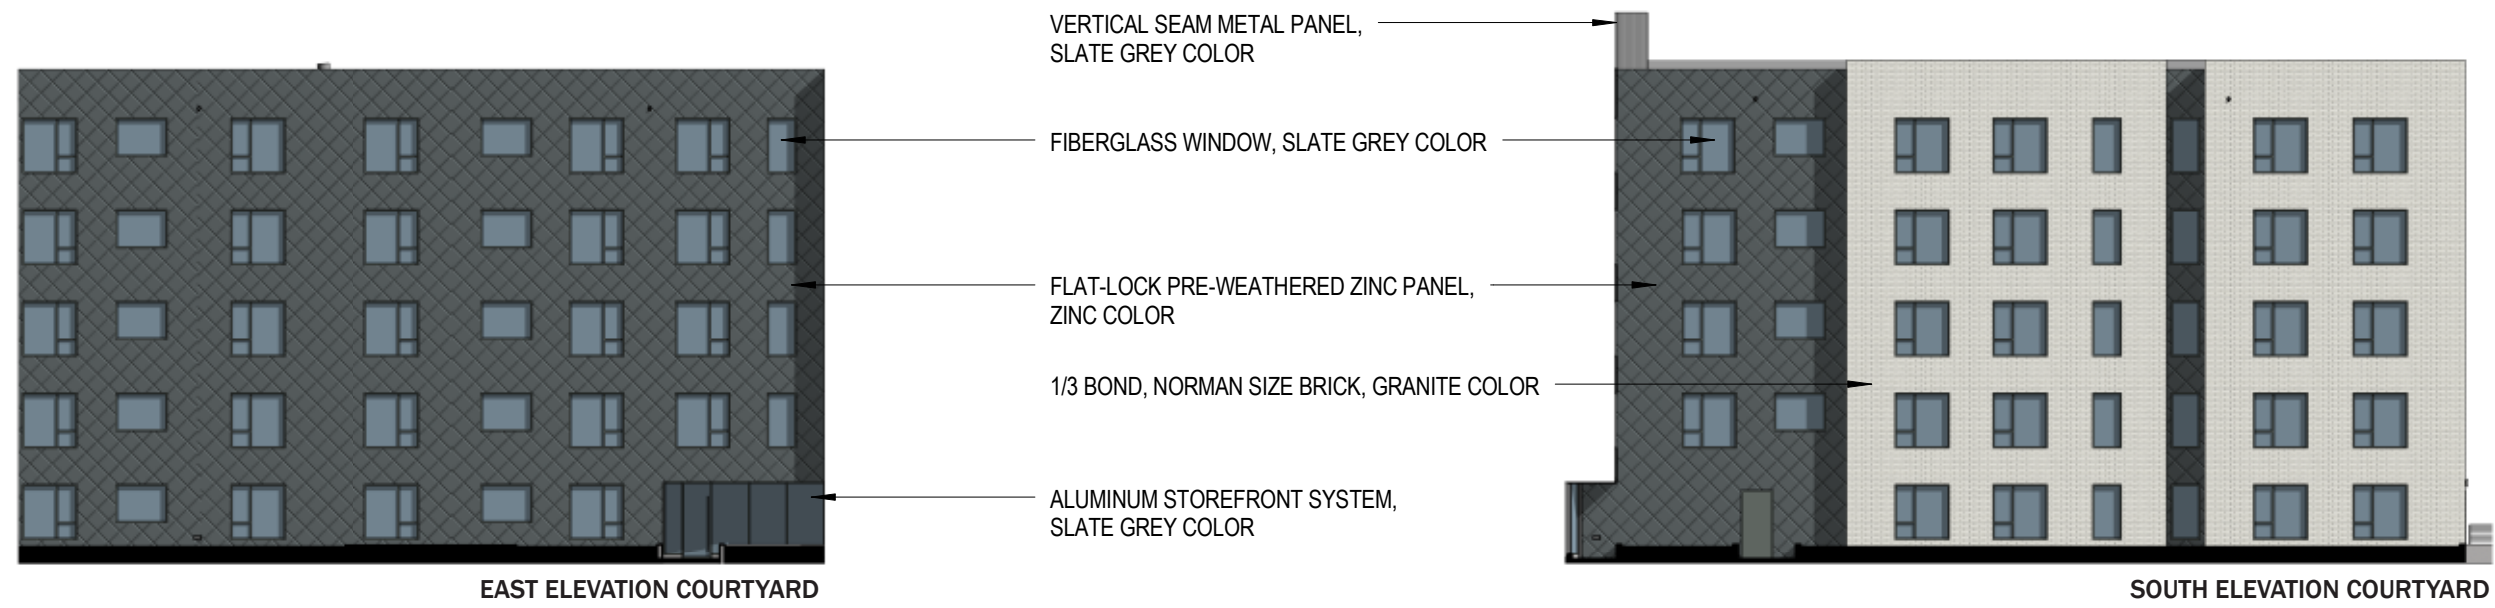 VERTICAL SEAM METAL PANEL,
SLATE GREY COLOR
FIBERGLASS WINDOW, SLATE GREY COLOR
FLAT-LOCK PRE-WEATHERED ZINC PANEL,
ZINC COLOR
1/3 BOND, NORMAN SIZE BRICK, GRANITE COLOR
ALUMINUM STOREFRONT SYSTEM,
SLATE GREY COLOR
EAST ELEVATION COURTYARD
SOUTH ELEVATION COURTYARD